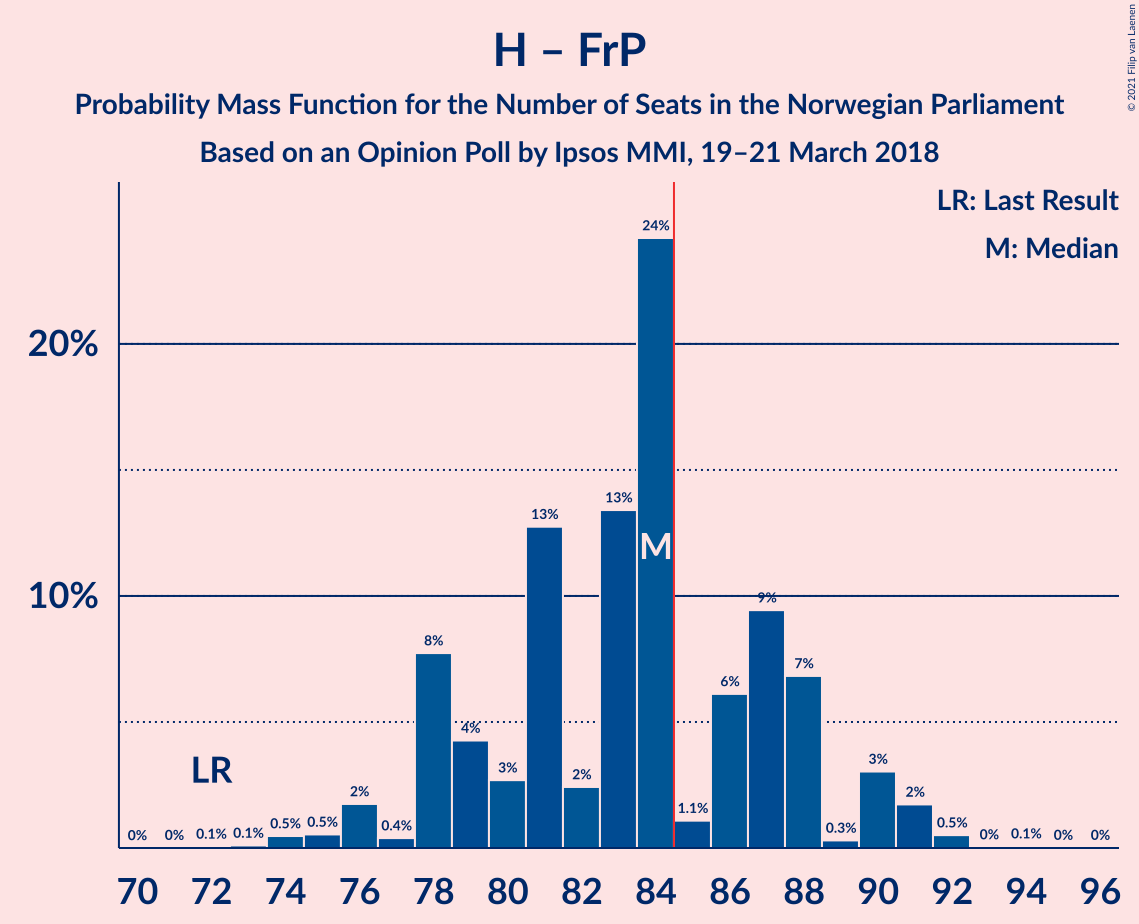 H – FrP
Probability Mass Function for the Number of Seats in the Norwegian Parliament
Based on an Opinion Poll by Ipsos MMI, 19–21 March 2018
© 2021 Filip van Laenen
LR: Last Result
M: Median
20%
10%
LR
M
0% 0% 0.1% 0.1% 0.5% 0.5% 2% 0.4% 8% 4% 3% 13% 2% 13% 24% 1.1% 6% 9% 7% 0.3% 3% 2% 0.5% 0% 0.1% 0% 0%
70 72 74 76 78 80 82 84 86 88 90 92 94 96